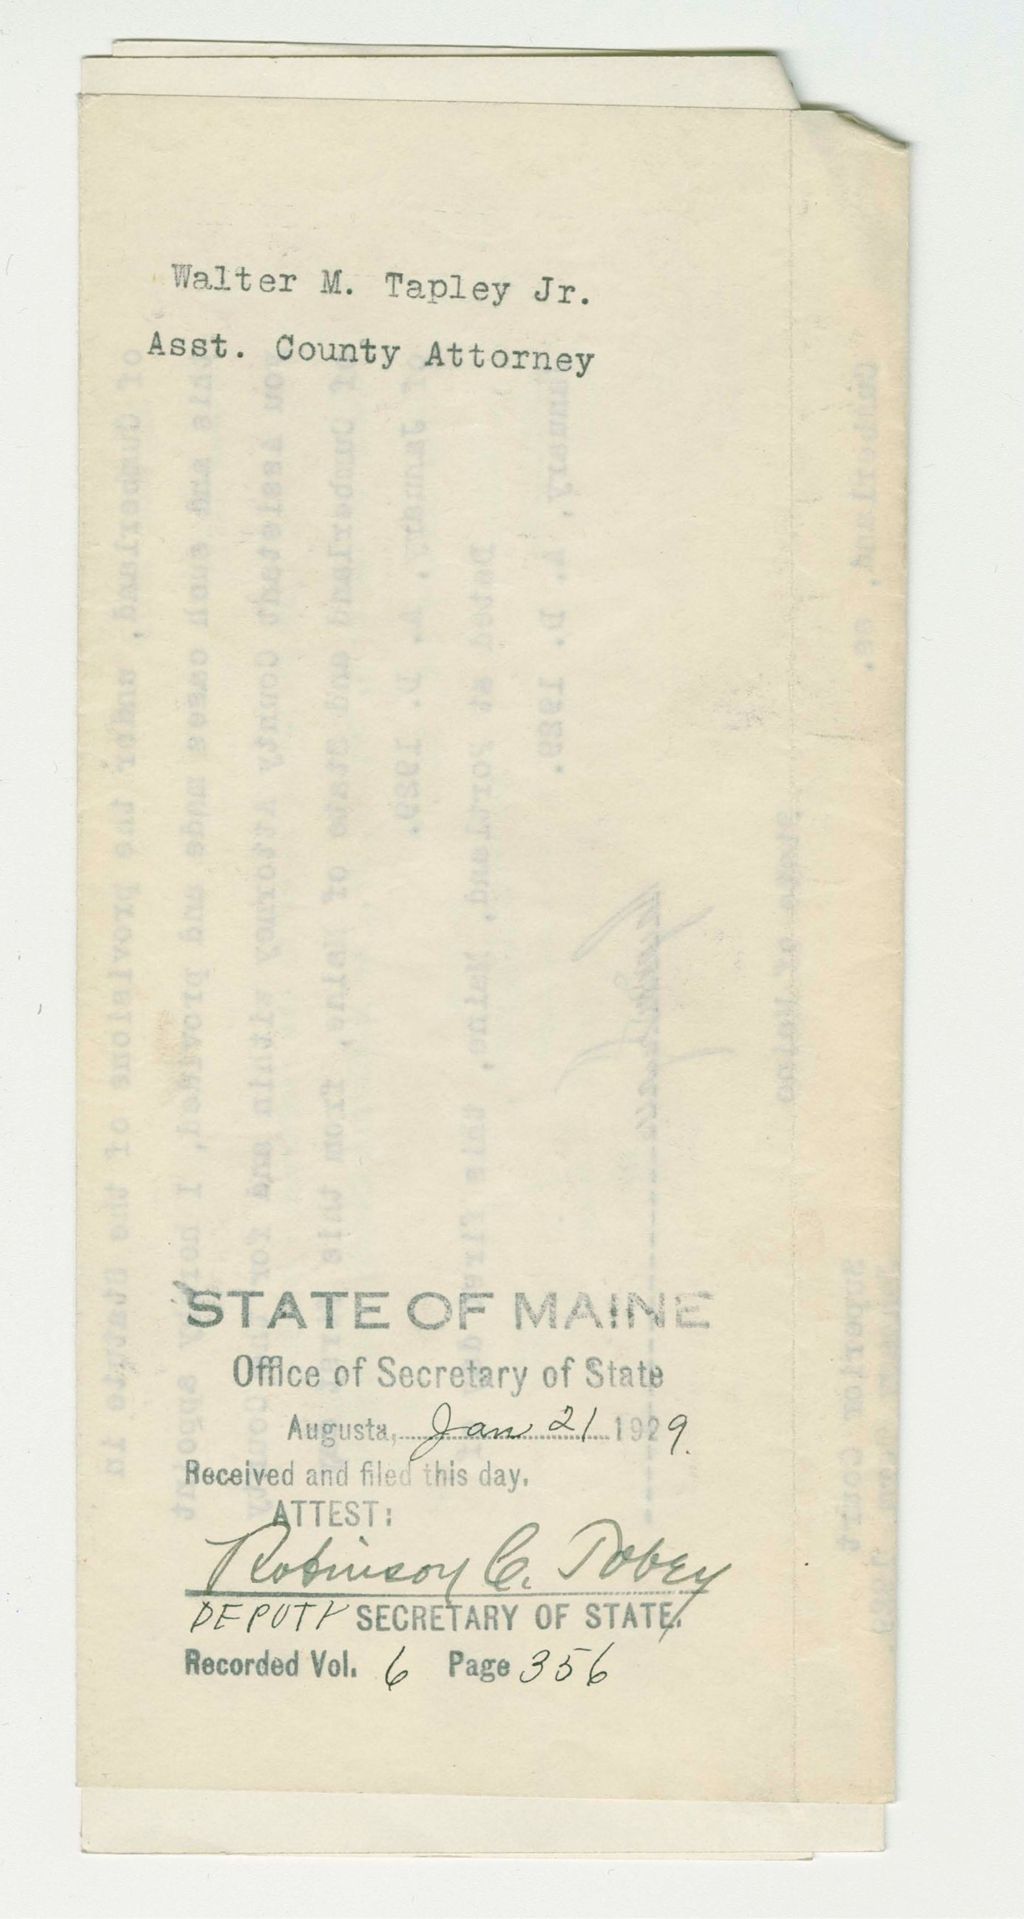 Walter M. Tapley Jr.
Asst. County Attorney
STATE OF MAINE
Office of Secretary of State
Augusta, Jan 21 1929.
Received and filed this day.
ATTEST:
Robinson C. Tobey
DEPUTY SECRETARY OF STATE.
Recorded Vol. 6 Page 356